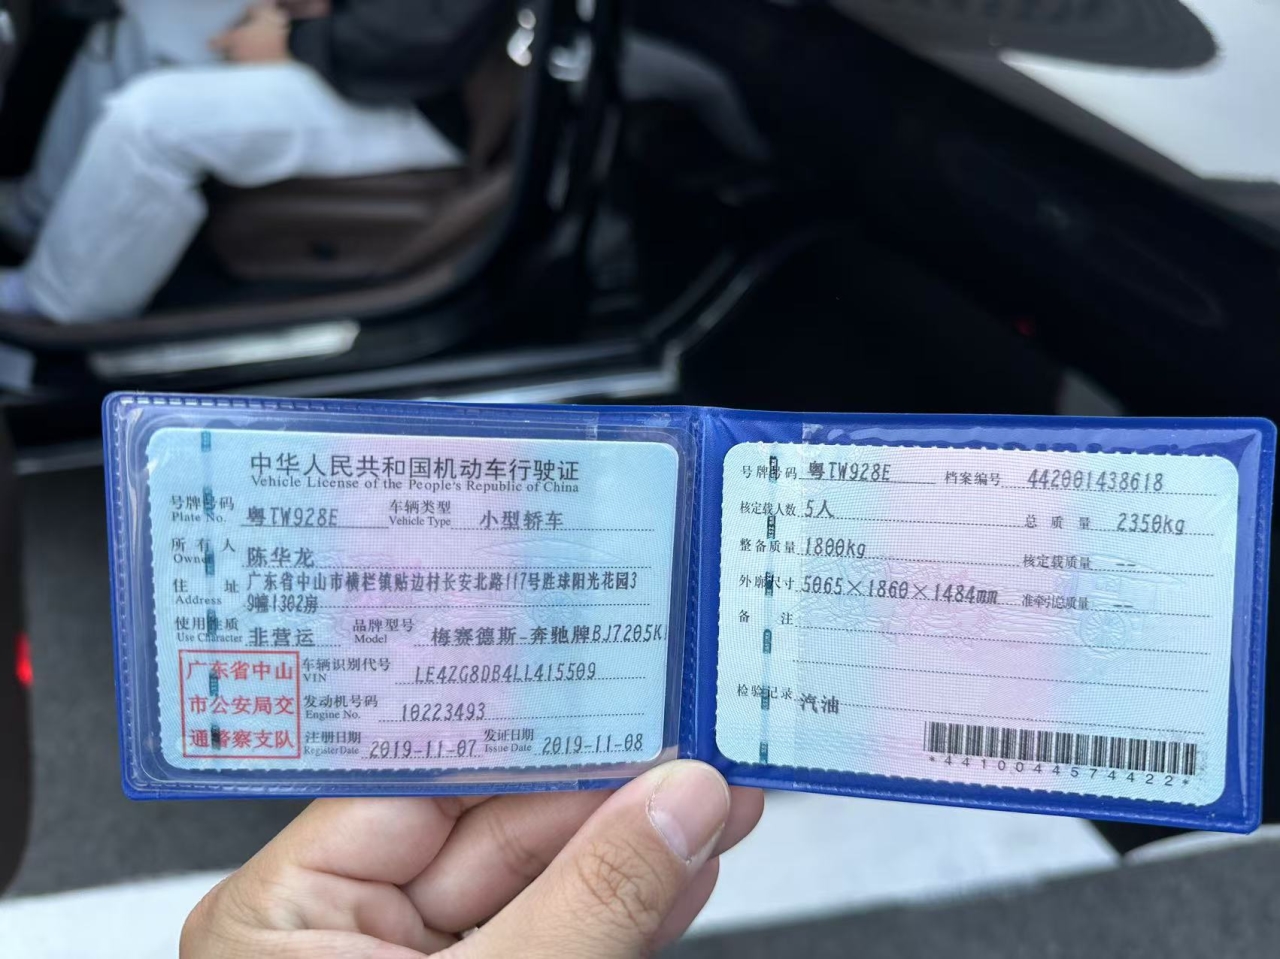 中华人民共和国机动车行驶证
Vehicle License of the People's Republic of China
号牌号码 Plate No. 粤TW928E 车辆类型 Vehicle Type 小型轿车
所有人 Owner 陈华龙
住址 Address 广东省中山市横栏镇贴边村长安北路117号胜球阳光花园3
9幢1302房
使用性质 Use Character 非营运 品牌型号 Model 梅赛德斯-奔驰牌BJ7205K
广东省中山
市公安局交
通警察支队
车辆识别代号 VIN LE4ZG8DB4LL415509
发动机号码 Engine No. 10223493
注册日期 Register Date 2019-11-07 发证日期 Issue Date 2019-11-08
号牌号码 粤TW928E 档案编号 442001438618
核定载人数 5人 总质量 2350kg
整备质量 1800kg 核定载质量 --
外廓尺寸 5065×1860×1484mm 准牵引总质量 --
备注
检验记录 汽油
*4410044574422*